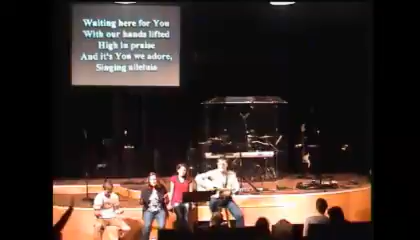 Waiting here for You
With our hands lifted
High in praise
And it's You we adore,
Singing alleluia